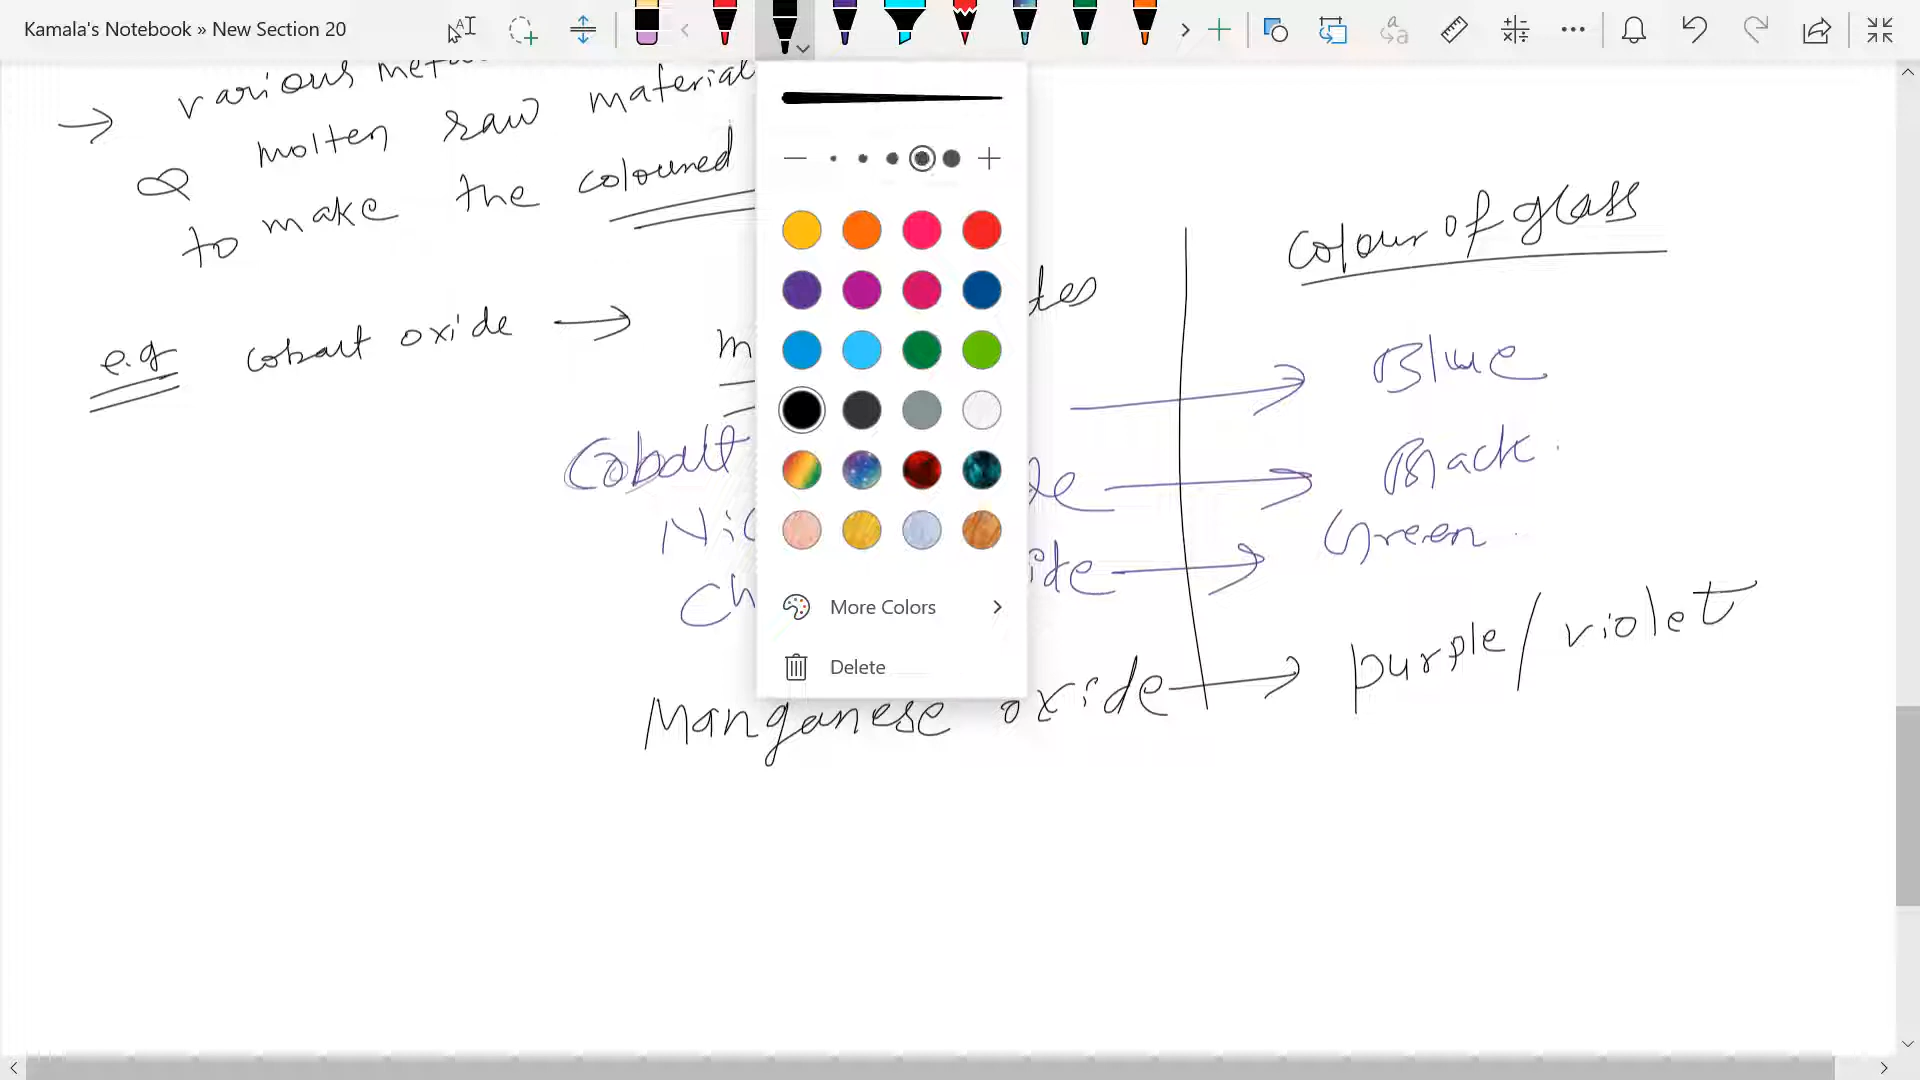 Kamala's Notebook » New Section 20
→ various
& molten raw material
to make the coloured
colour of glass
e.g cobalt oxide →
Cobalt → Blue
→ Black.
→ Green.
Manganese oxide → purple/violet
More Colors
Delete